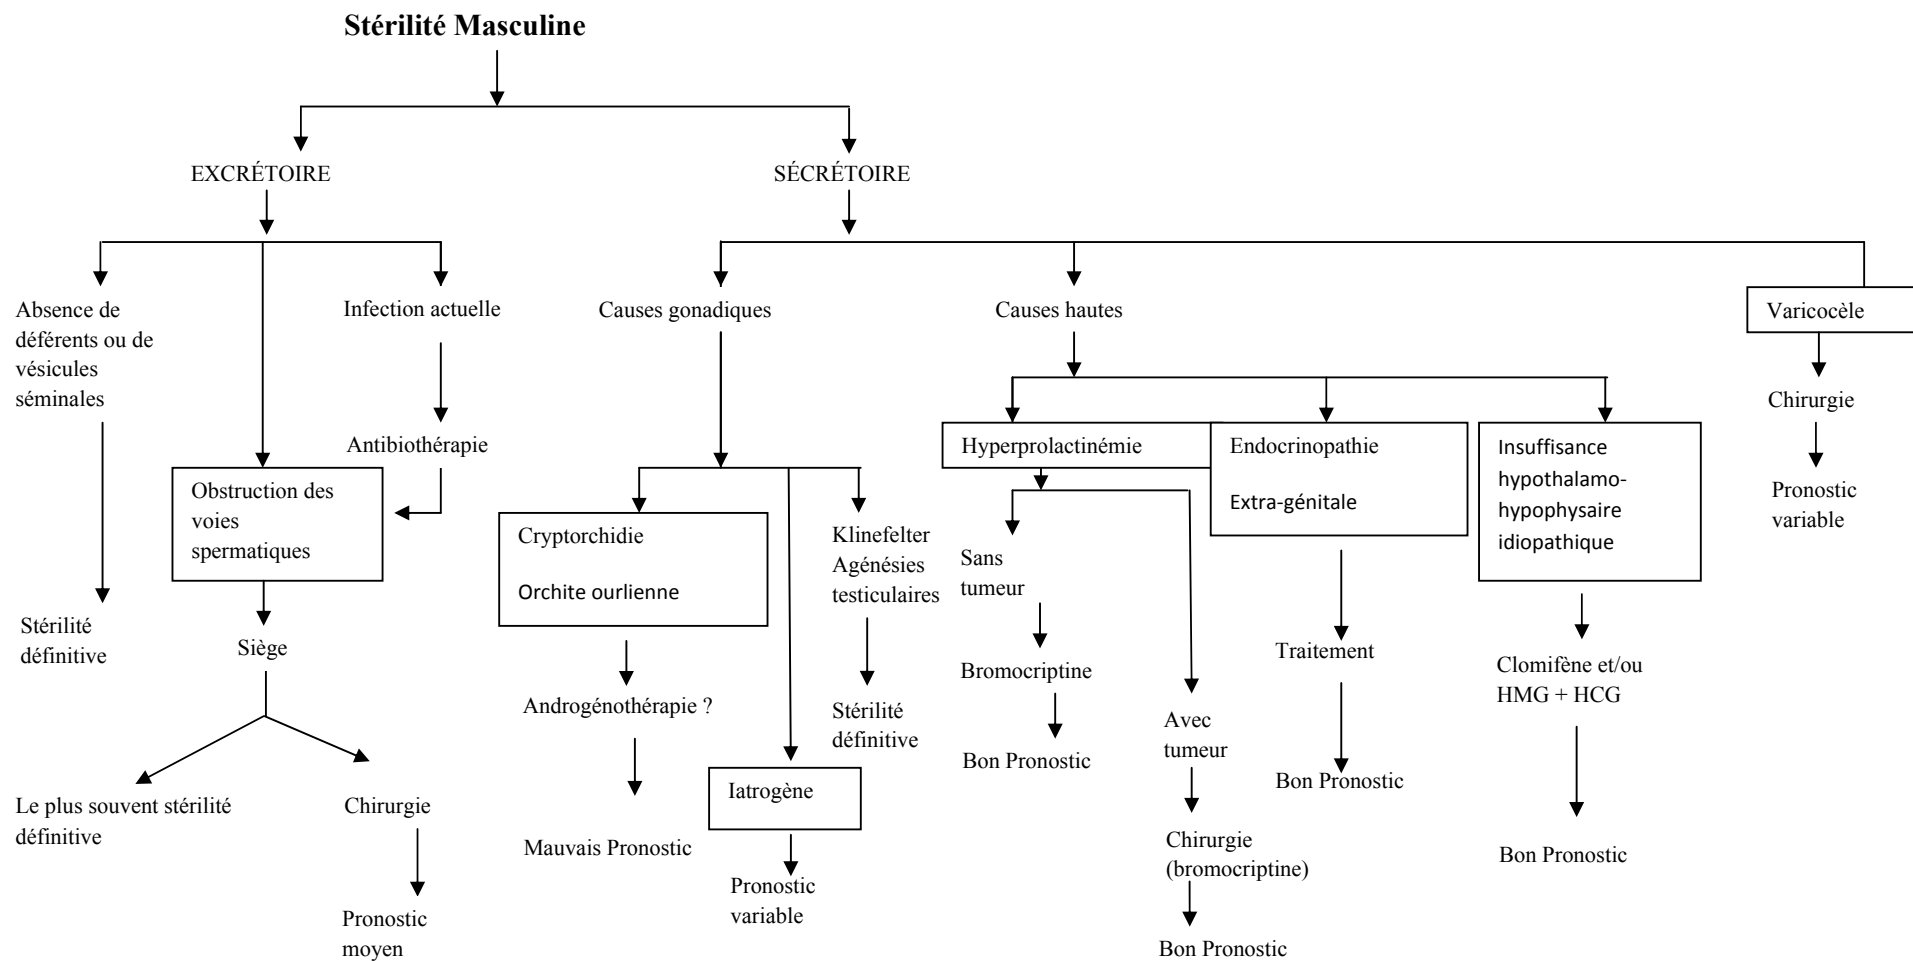 Stérilité Masculine
EXCRÉTOIRE
SÉCRÉTOIRE
Absence de
déférents ou de
vésicules
séminales
Infection actuelle
Causes gonadiques
Causes hautes
Varicocèle
Chirurgie
Pronostic
variable
Antibiothérapie
Obstruction des
voies
spermatiques
Stérilité
définitive
Siège
Le plus souvent stérilité
définitive
Chirurgie
Pronostic
moyen
Cryptorchidie
Orchite ourlienne
Androgénothérapie ?
Mauvais Pronostic
Iatrogène
Pronostic
variable
Klinefelter
Agénésies
testiculaires
Stérilité
définitive
Hyperprolactinémie
Sans
tumeur
Bromocriptine
Bon Pronostic
Avec
tumeur
Chirurgie
(bromocriptine)
Bon Pronostic
Endocrinopathie
Extra-génitale
Traitement
Bon Pronostic
Insuffisance
hypothalamo-
hypophysaire
idiopathique
Clomifène et/ou
HMG + HCG
Bon Pronostic